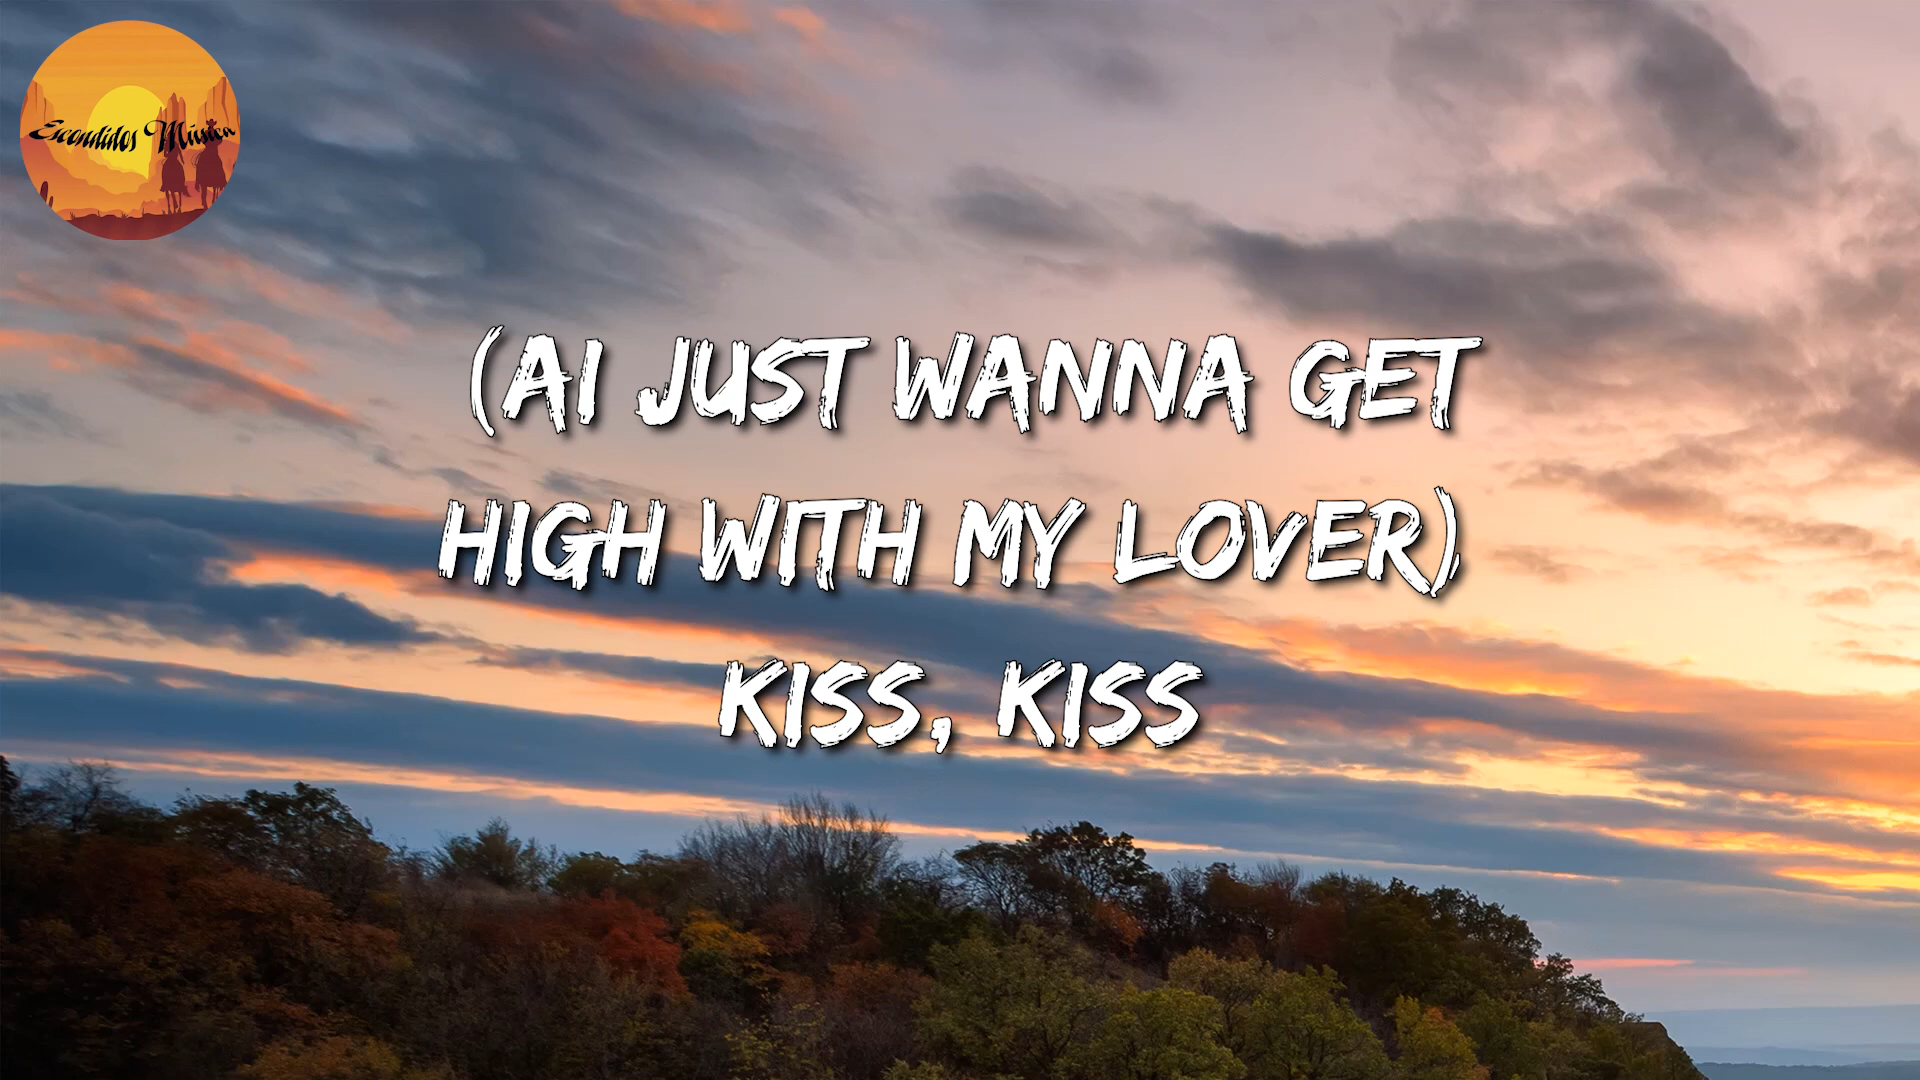 Escondidos Música
(AI JUST WANNA GET
HIGH WITH MY LOVER)
KISS, KISS